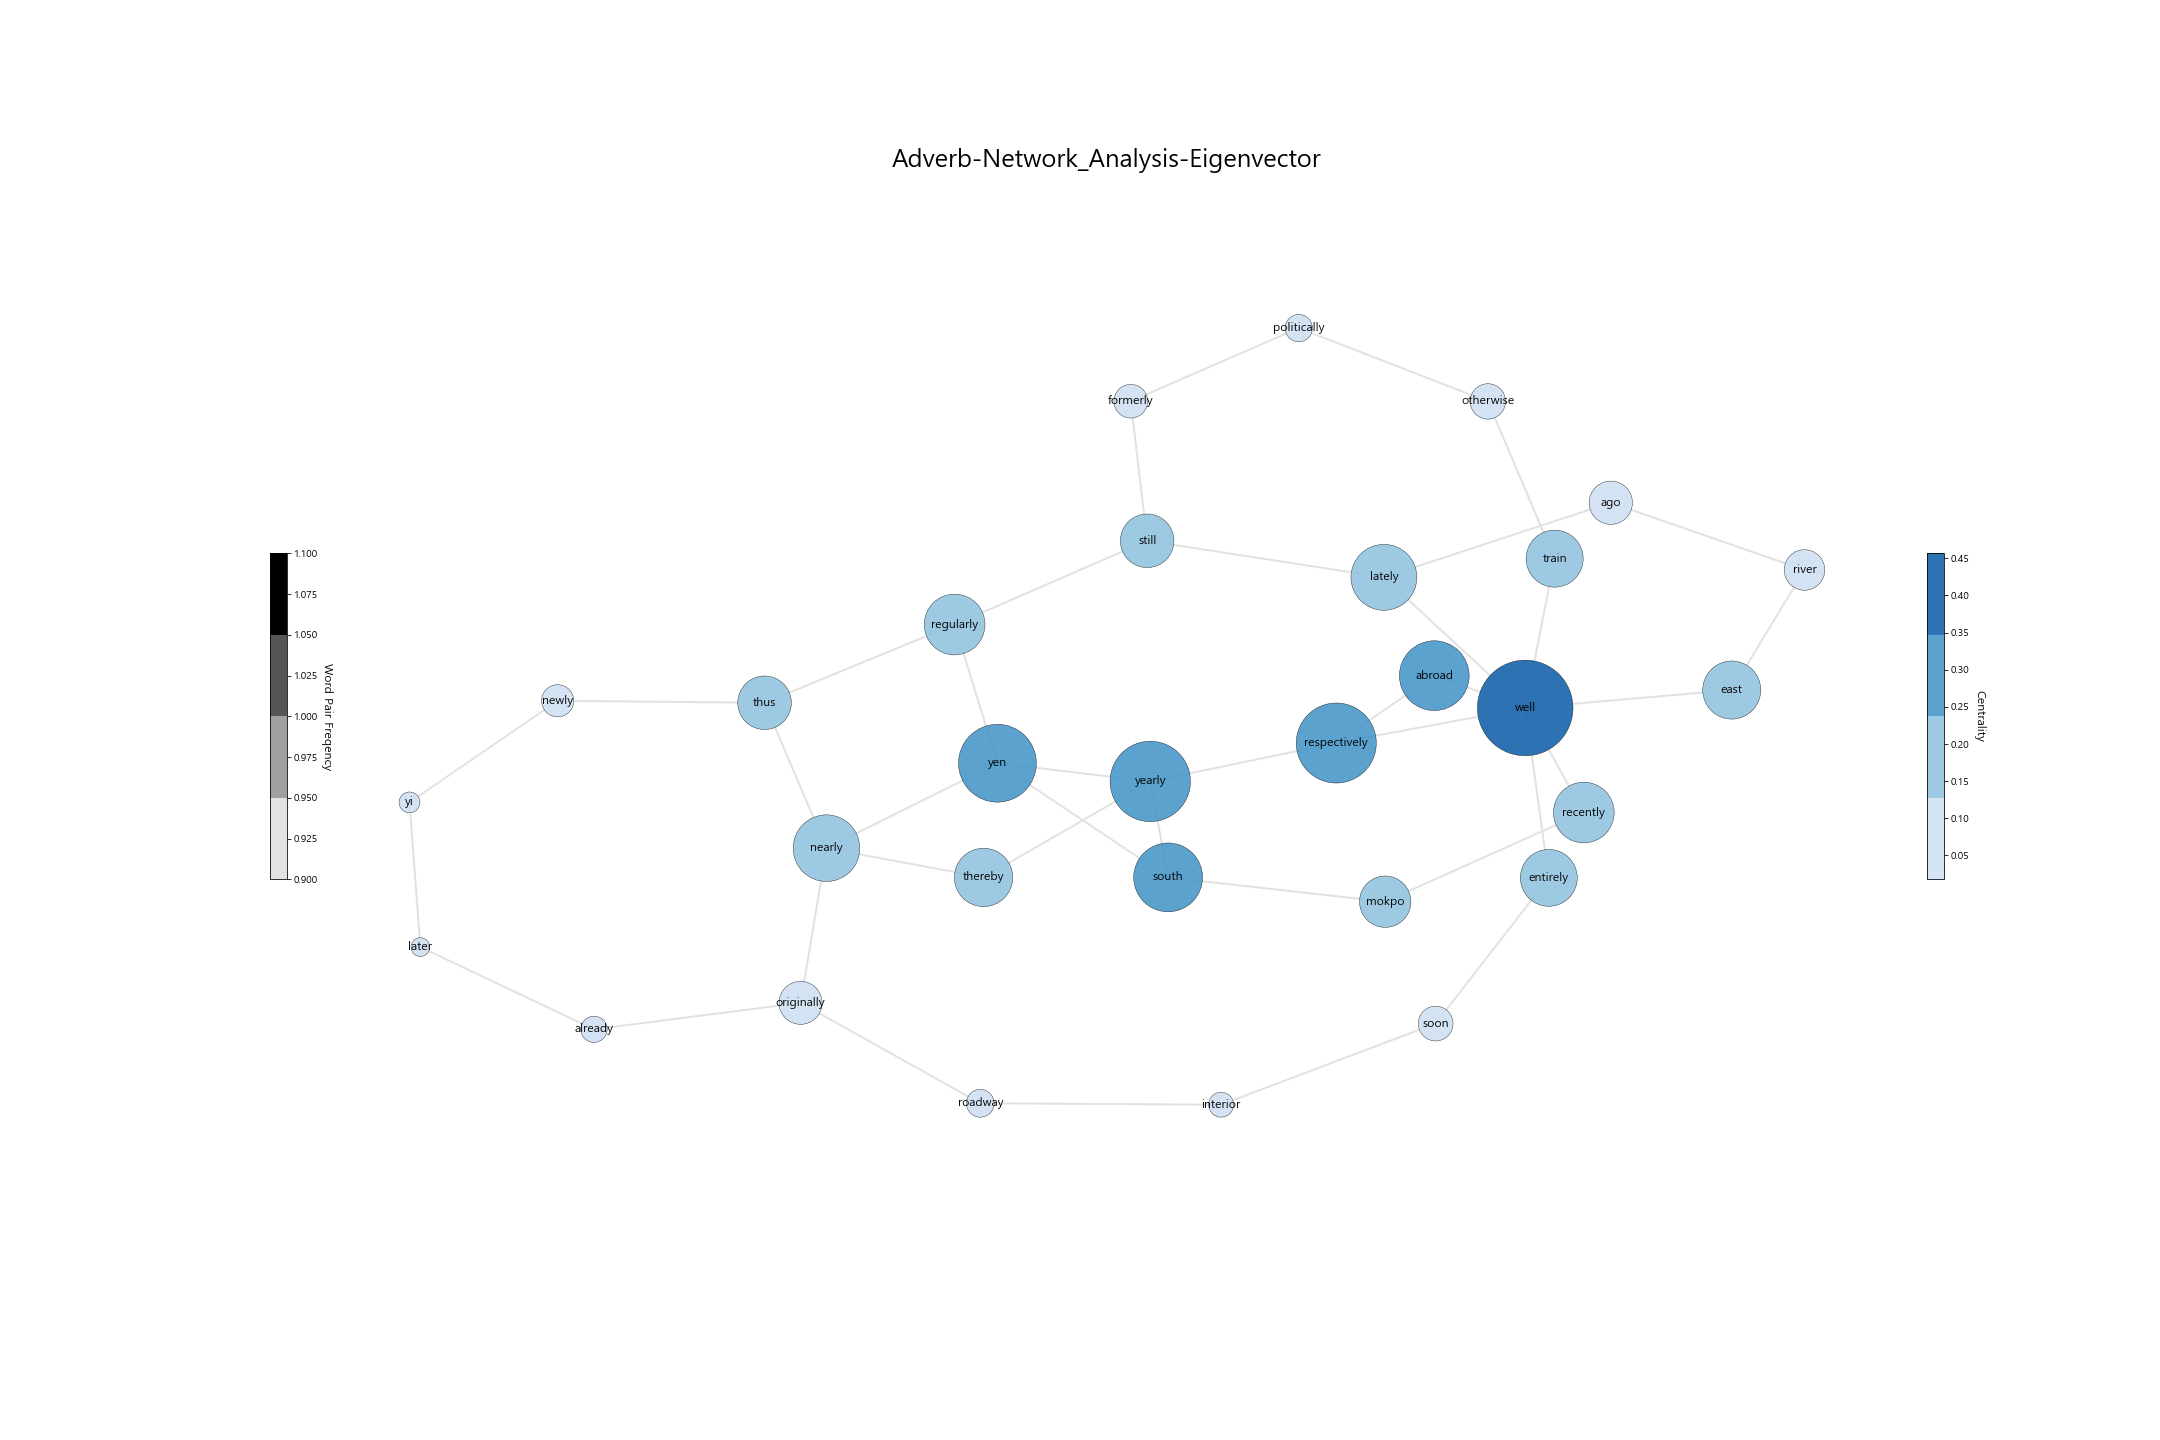 Adverb-Network_Analysis-Eigenvector
politically
formerly
otherwise
ago
still
train
river
lately
regularly
abroad
east
newly
thus
well
respectively
yen
yearly
yi
recently
nearly
thereby
south
entirely
mokpo
later
originally
soon
already
roadway
interior
1.100
1.075
1.050
1.025
1.000
0.975
0.950
0.925
0.900
Word Pair Freqency
0.45
0.40
0.35
0.30
0.25
0.20
0.15
0.10
0.05
Centrality